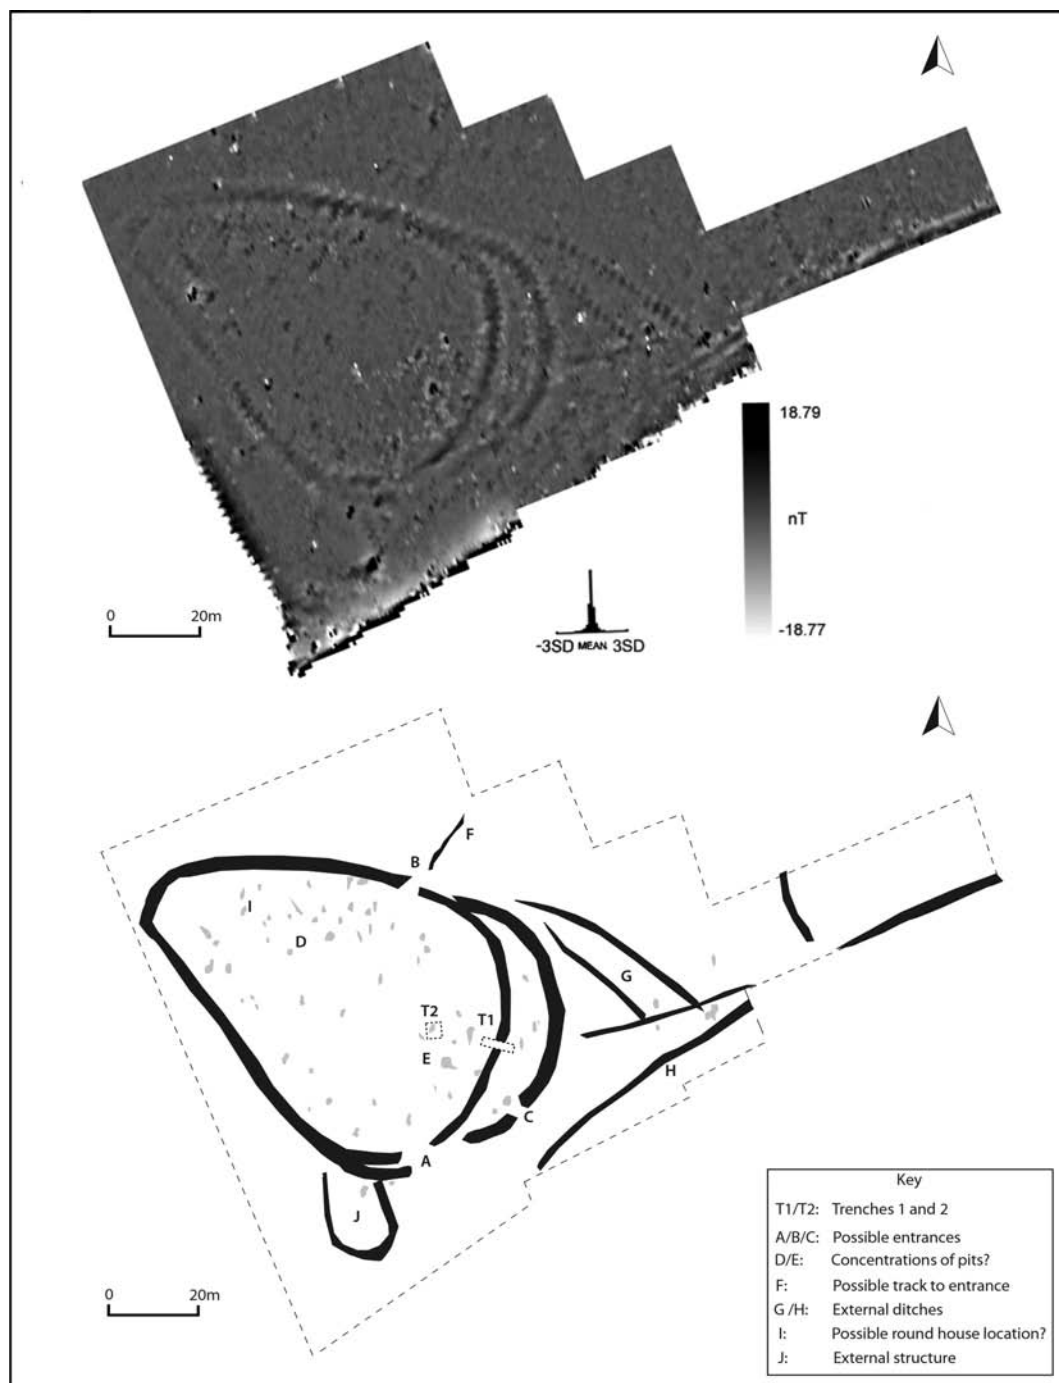 18.79
nT
-18.77
0 20m
-3SD MEAN 3SD
F
B
I
D
G
T2 T1
E
H
C
A
J
0 20m
Key
T1/T2: Trenches 1 and 2
A/B/C: Possible entrances
D/E: Concentrations of pits?
F: Possible track to entrance
G /H: External ditches
I: Possible round house location?
J: External structure